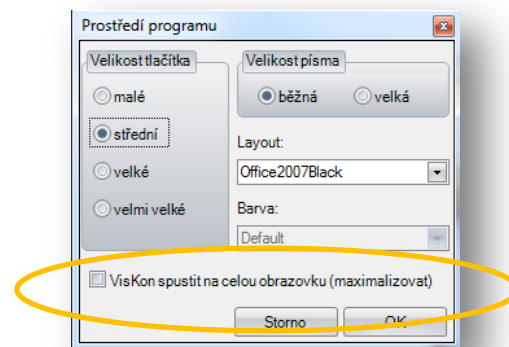 Prostředí programu
Velikost tlačítka
malé
střední
velké
velmi velké
Velikost písma
běžná velká
Layout:
Office2007Black
Barva:
Default
VisKon spustit na celou obrazovku (maximalizovat)
Storno OK